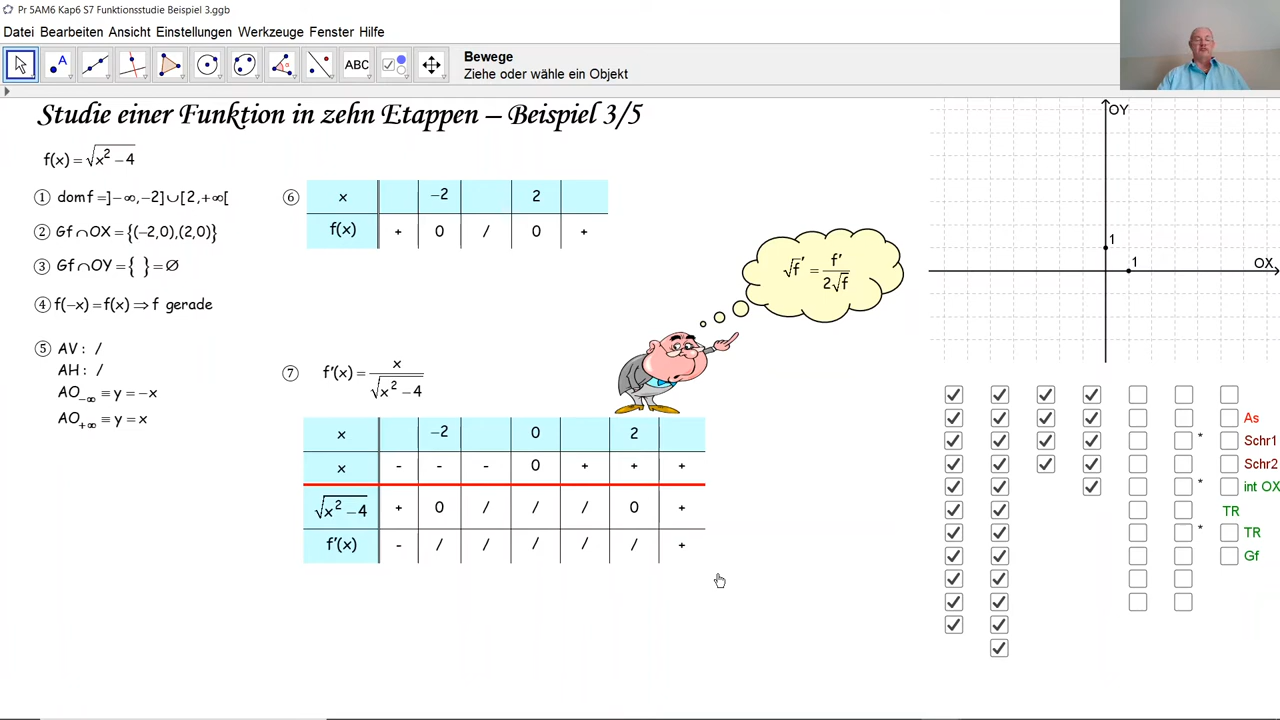 Pr 5AM6 Kap6 S7 Funktionsstudie Beispiel 3.ggb
Datei Bearbeiten Ansicht Einstellungen Werkzeuge Fenster Hilfe
A
α
ABC
Bewege
Ziehe oder wähle ein Objekt
Studie einer Funktion in zehn Etappen – Beispiel 3/5
f(x) = √(x² − 4)
① domf =]−∞,−2]∪[2,+∞[
② Gf ∩OX = {(−2,0),(2,0)}
③ Gf ∩OY = { } = ∅
④ f(−x) = f(x) ⇒ f gerade
⑤ AV : /
AH : /
AO−∞ ≡ y = −x
AO+∞ ≡ y = x
⑥ x −2 2
f(x) + 0 / 0 +
√f′ = f′ / 2√f
⑦ f′(x) = x / √(x² − 4)
x −2 0 2
x - - - 0 + + +
√(x² − 4) + 0 / / / 0 +
f′(x) - / / / / / +
OY
1
1
OX
As
* Schr1
Schr2
* int OX
TR
* TR
Gf